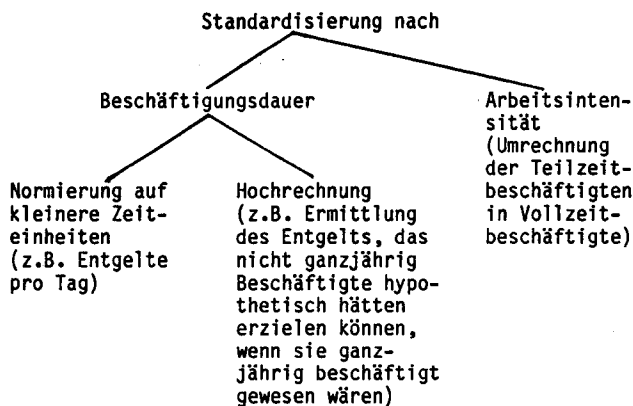 Standardisierung nach
Beschäftigungsdauer
Arbeitsinten-
sität
(Umrechnung
der Teilzeit-
beschäftigten
in Vollzeit-
beschäftigte)
Normierung auf
kleinere Zeit-
einheiten
(z.B. Entgelte
pro Tag)
Hochrechnung
(z.B. Ermittlung
des Entgelts, das
nicht ganzjährig
Beschäftigte hypo-
thetisch hätten
erzielen können,
wenn sie ganz-
jährig beschäftigt
gewesen wären)